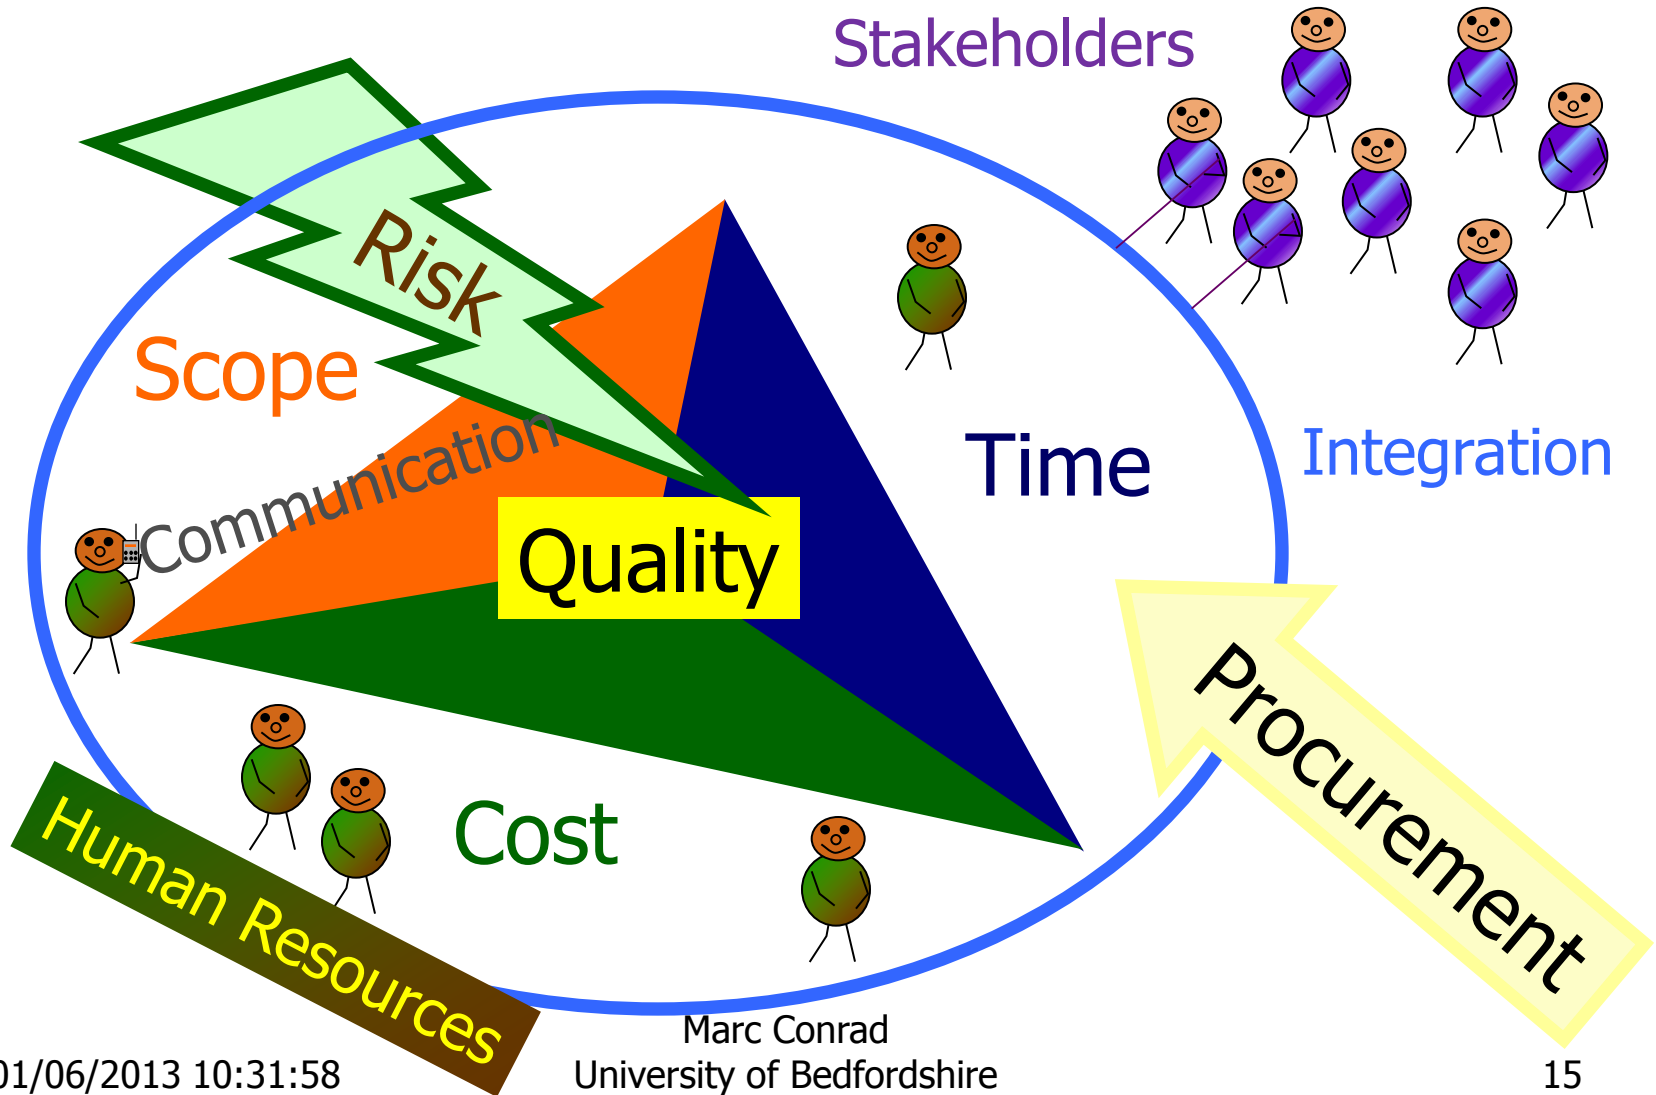 Stakeholders
Risk
Scope
Communication
Time
Integration
Quality
Procurement
Cost
Human Resources
Marc Conrad
University of Bedfordshire
01/06/2013 10:31:58
15